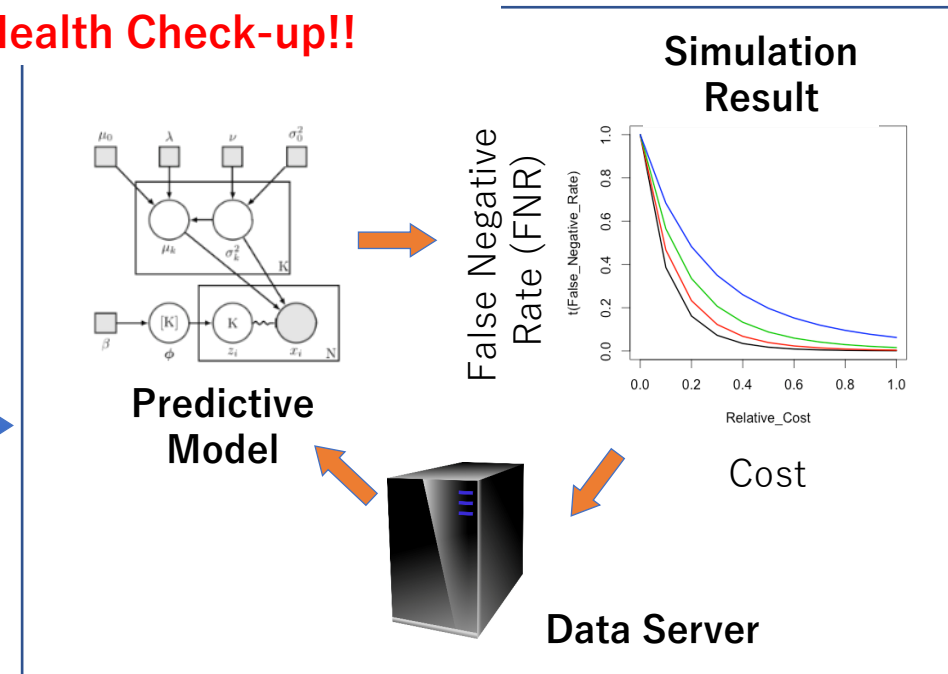 Health Check-up!!
Simulation
Result
μ₀ λ ν σ₀²
μₖ σₖ²
K
[K] K
β ϕ zᵢ xᵢ N
Predictive
Model
False Negative
Rate (FNR)
t(False_Negative_Rate)
1.0
0.8
0.6
0.4
0.2
0.0
0.0 0.2 0.4 0.6 0.8 1.0
Relative_Cost
Cost
Data Server